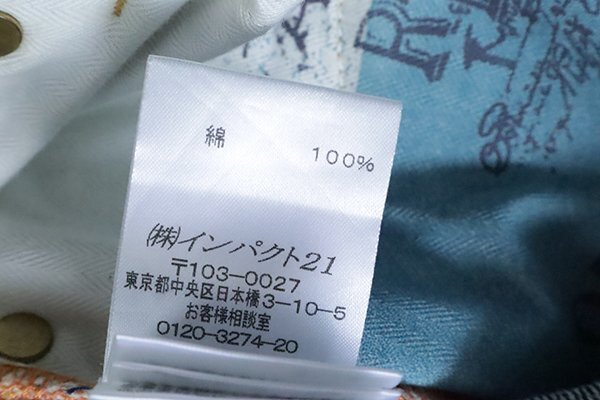 綿 100%
(株)インパクト21
〒103-0027
東京都中央区日本橋3-10-5
お客様相談室
0120-3274-20